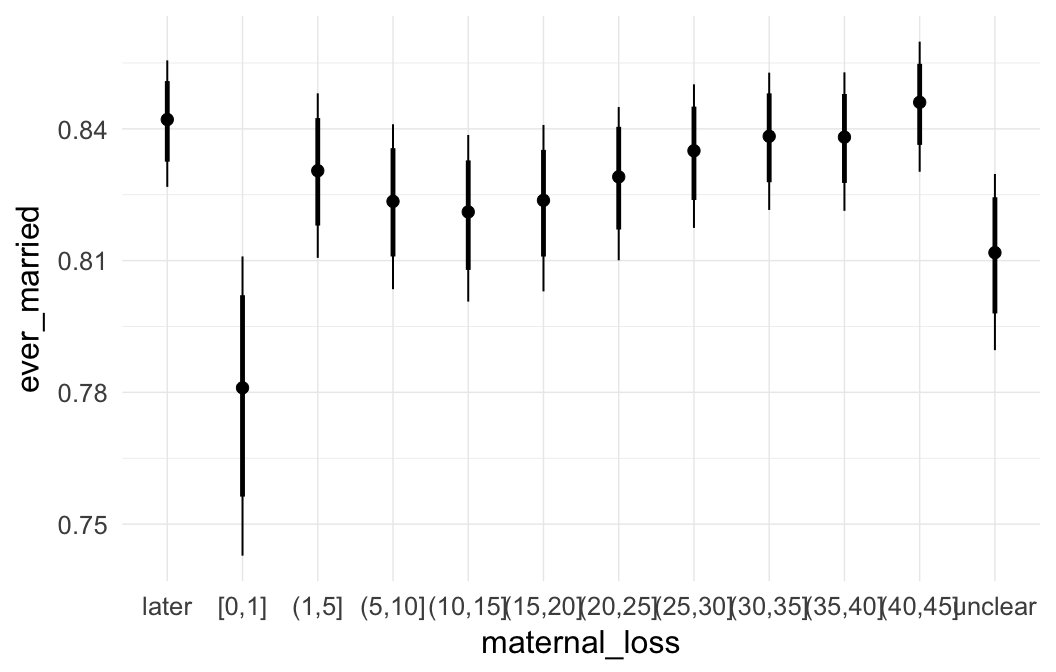 ever_married
0.84
0.81
0.78
0.75
later [0,1] (1,5] (5,10] (10,15] (15,20] (20,25] (25,30] (30,35] (35,40] (40,45] unclear
maternal_loss